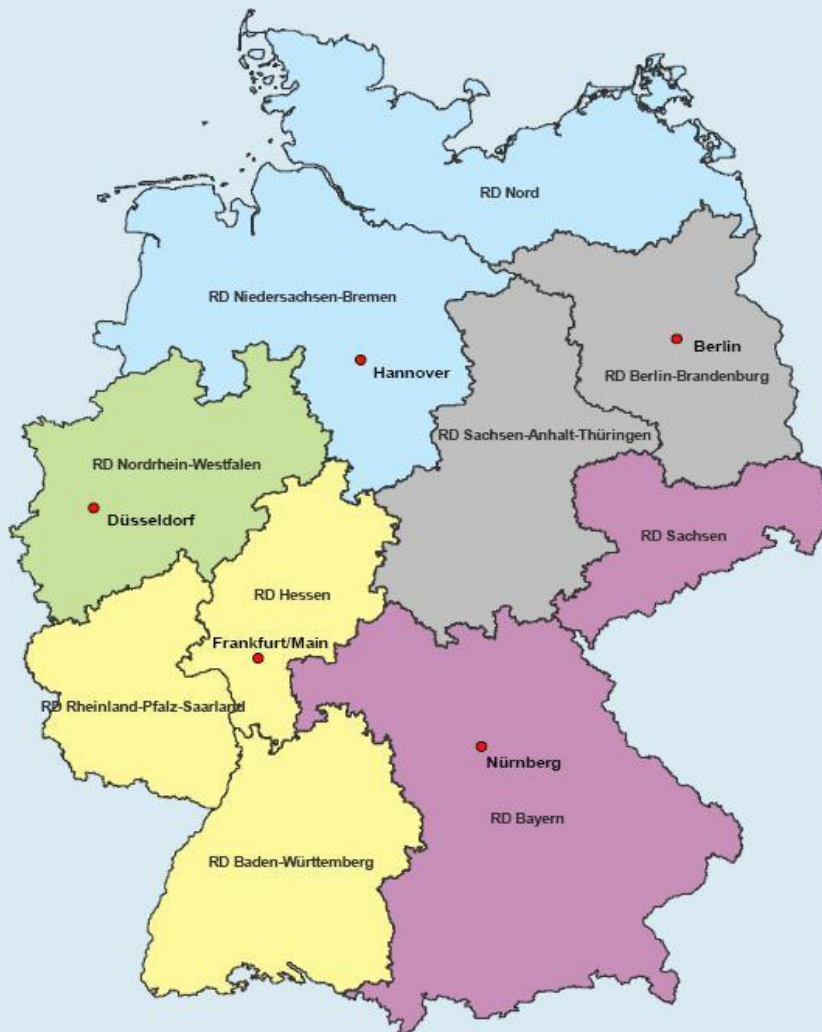 RD Nord
RD Niedersachsen-Bremen
Berlin
Hannover
RD Berlin-Brandenburg
RD Sachsen-Anhalt-Thüringen
RD Nordrhein-Westfalen
Düsseldorf
RD Sachsen
RD Hessen
Frankfurt/Main
RD Rheinland-Pfalz-Saarland
Nürnberg
RD Bayern
RD Baden-Württemberg